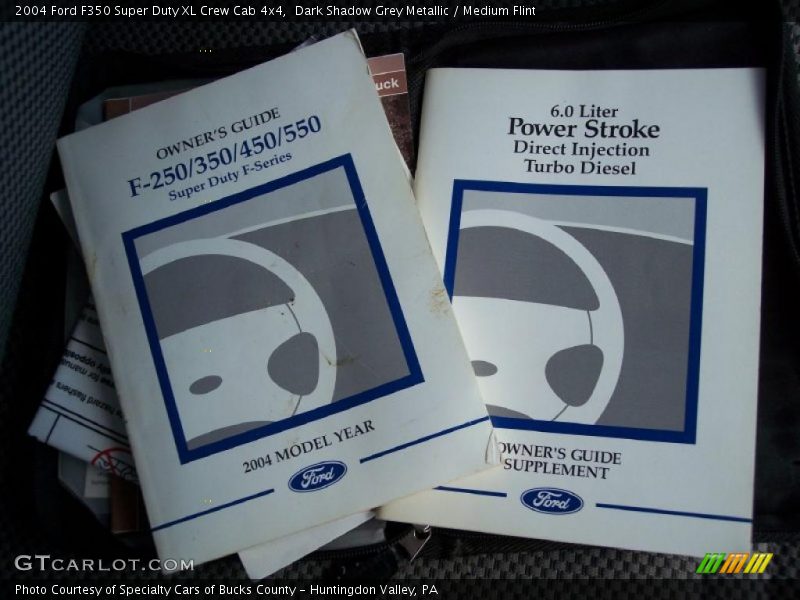 2004 Ford F350 Super Duty XL Crew Cab 4x4,  Dark Shadow Grey Metallic / Medium Flint
uck
OWNER'S GUIDE
F-250/350/450/550
Super Duty F-Series
2004 MODEL YEAR
Ford
6.0 Liter
Power Stroke
Direct Injection
Turbo Diesel
OWNER'S GUIDE
SUPPLEMENT
Ford
GTCARLOT.COM
Photo Courtesy of Specialty Cars of Bucks County - Huntingdon Valley, PA